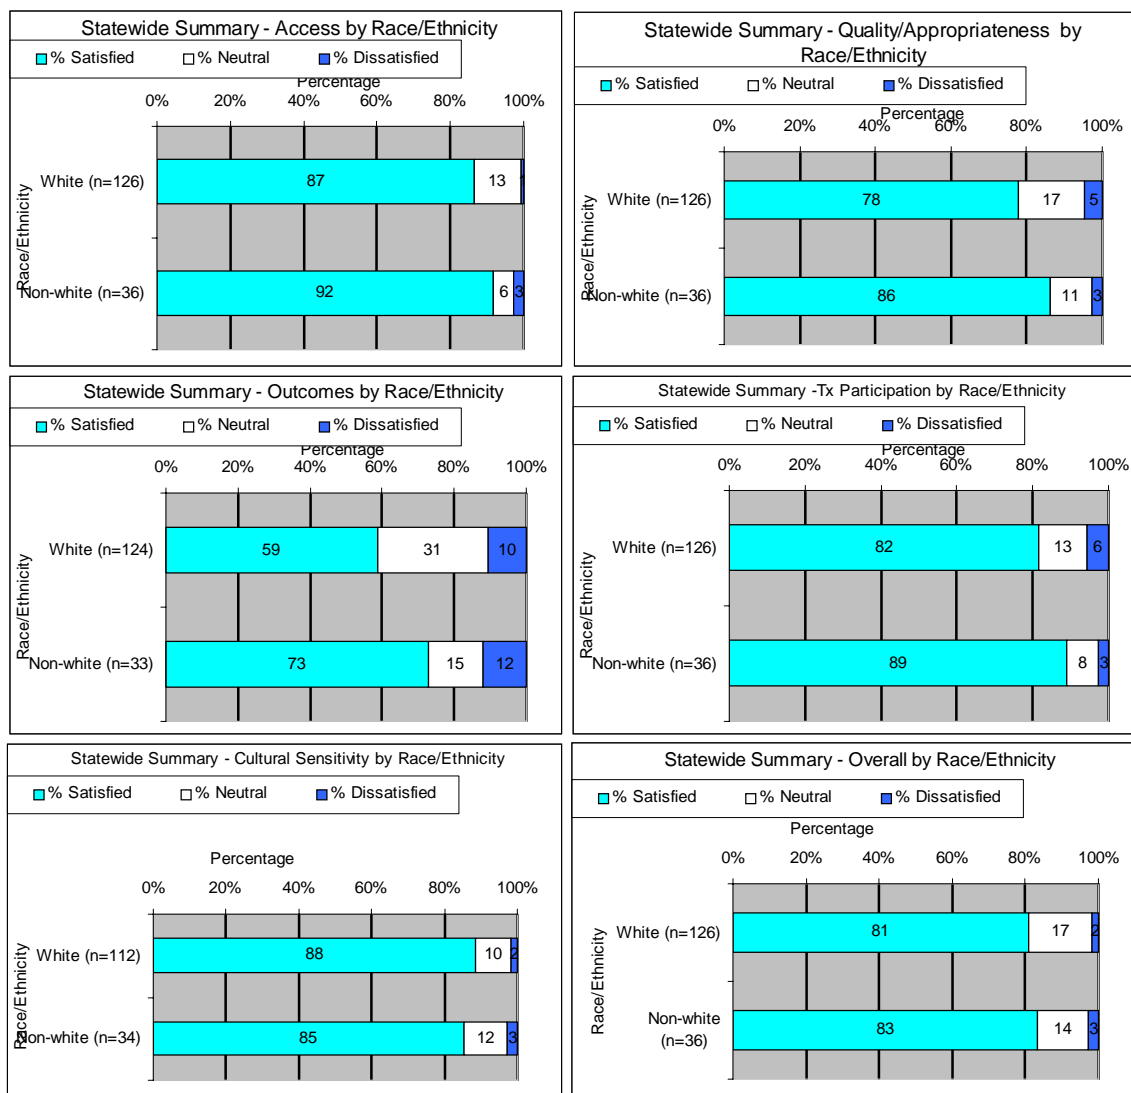 Statewide Summary - Access by Race/Ethnicity
% Satisfied % Neutral % Dissatisfied
Percentage
0% 20% 40% 60% 80% 100%
Race/Ethnicity
White (n=126) 87 13 1
Non-white (n=36) 92 6 3
Statewide Summary - Quality/Appropriateness by
Race/Ethnicity
% Satisfied % Neutral % Dissatisfied
Percentage
0% 20% 40% 60% 80% 100%
Race/Ethnicity
White (n=126) 78 17 5
Non-white (n=36) 86 11 3
Statewide Summary - Outcomes by Race/Ethnicity
% Satisfied % Neutral % Dissatisfied
Percentage
0% 20% 40% 60% 80% 100%
Race/Ethnicity
White (n=124) 59 31 10
Non-white (n=33) 73 15 12
Statewide Summary -Tx Participation by Race/Ethnicity
% Satisfied % Neutral % Dissatisfied
Percentage
0% 20% 40% 60% 80% 100%
Race/Ethnicity
White (n=126) 82 13 6
Non-white (n=36) 89 8 3
Statewide Summary - Cultural Sensitivity by Race/Ethnicity
% Satisfied % Neutral % Dissatisfied
Percentage
0% 20% 40% 60% 80% 100%
Race/Ethnicity
White (n=112) 88 10 2
Non-white (n=34) 85 12 3
Statewide Summary - Overall by Race/Ethnicity
% Satisfied % Neutral % Dissatisfied
Percentage
0% 20% 40% 60% 80% 100%
Race/Ethnicity
White (n=126) 81 17 2
Non-white
(n=36) 83 14 3